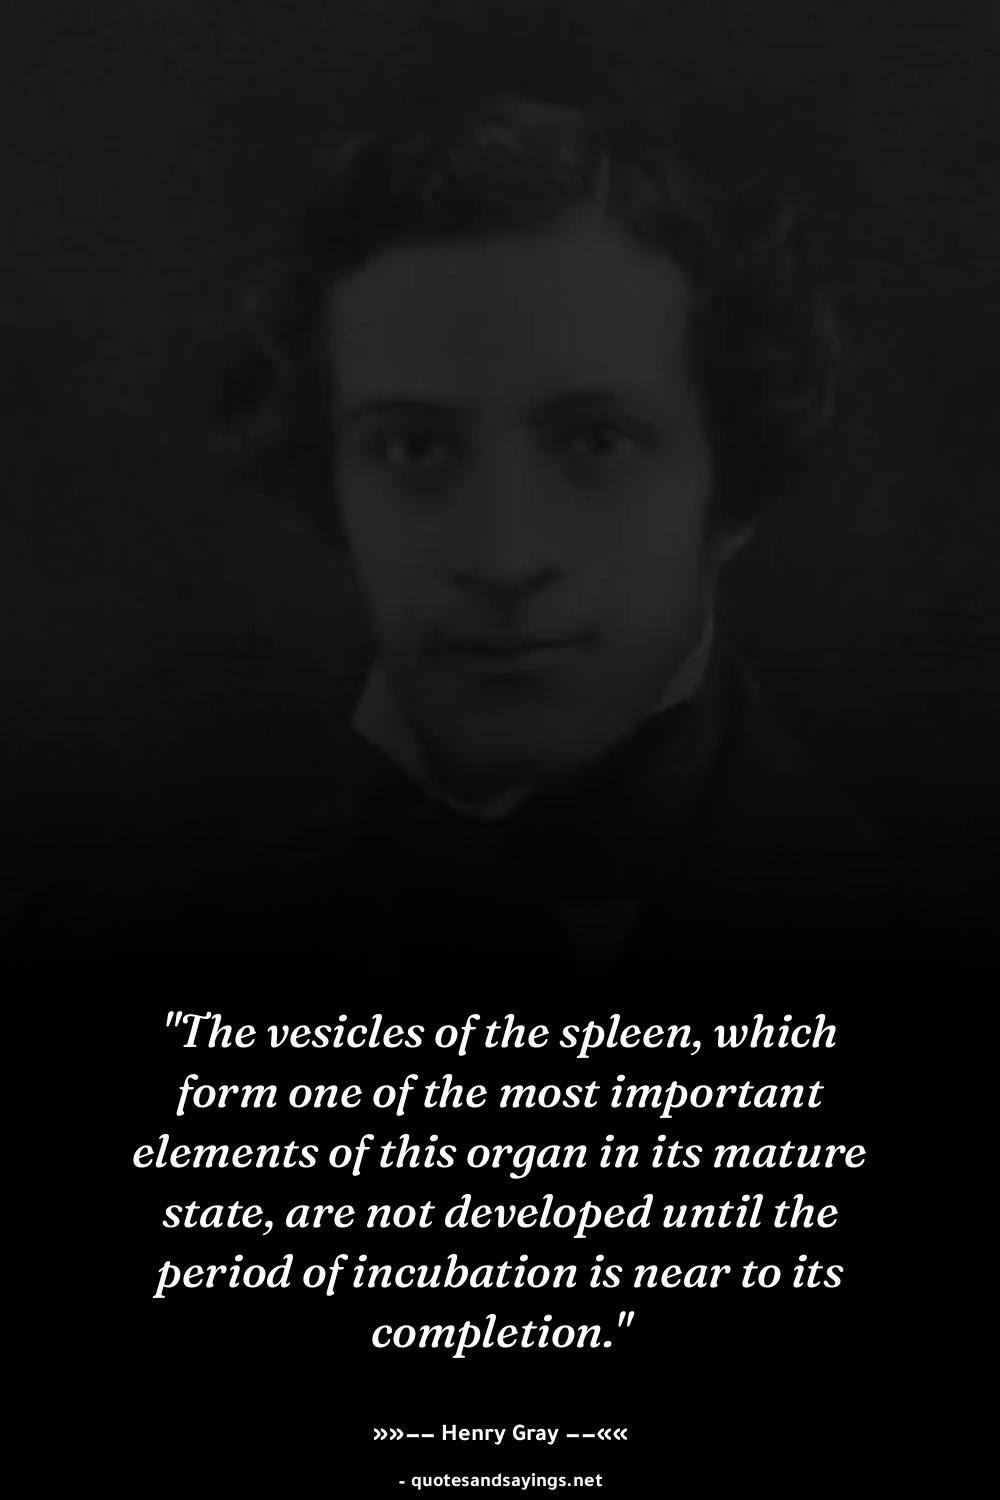 "The vesicles of the spleen, which
form one of the most important
elements of this organ in its mature
state, are not developed until the
period of incubation is near to its
completion."
»»–– Henry Gray ––««
- quotesandsayings.net